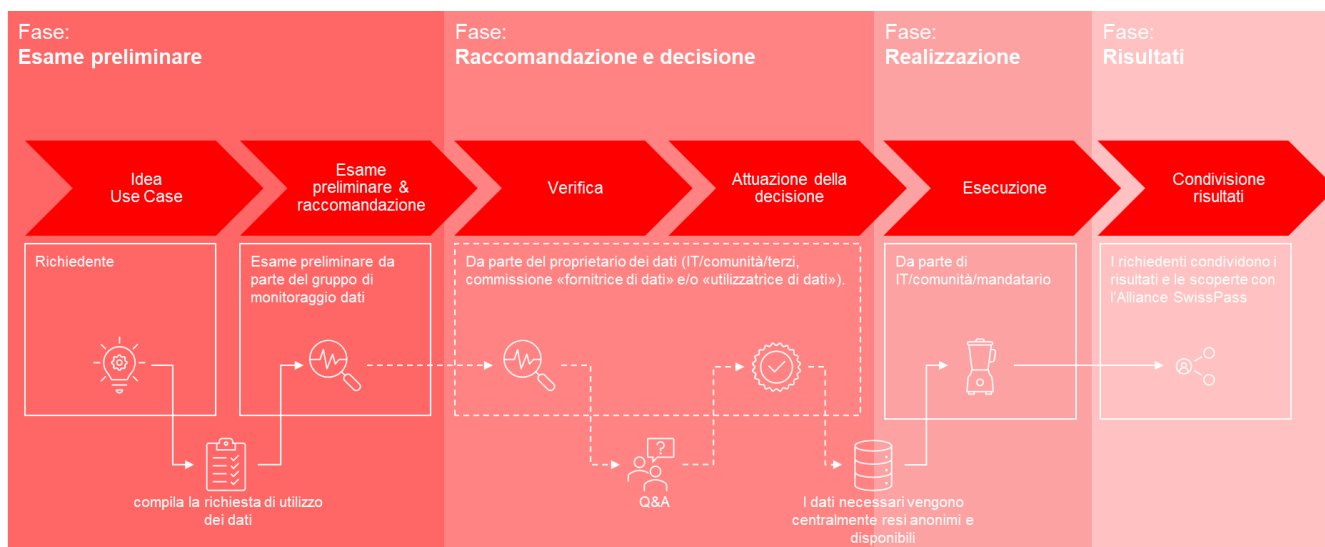 Fase:
Esame preliminare
Fase:
Raccomandazione e decisione
Fase:
Realizzazione
Fase:
Risultati
Idea
Use Case
Esame
preliminare &
raccomandazione
Verifica
Attuazione della
decisione
Esecuzione
Condivisione
risultati
Richiedente
Esame preliminare da
parte del gruppo di
monitoraggio dati
Da parte del proprietario dei dati (IT/comunità/terzi,
commissione «fornitrice di dati» e/o «utilizzatrice di dati»).
Da parte di
IT/comunità/mandatario
I richiedenti condividono i
risultati e le scoperte con
l'Alliance SwissPass
compila la richiesta di utilizzo
dei dati
?
Q&A
I dati necessari vengono
centralmente resi anonimi e
disponibili